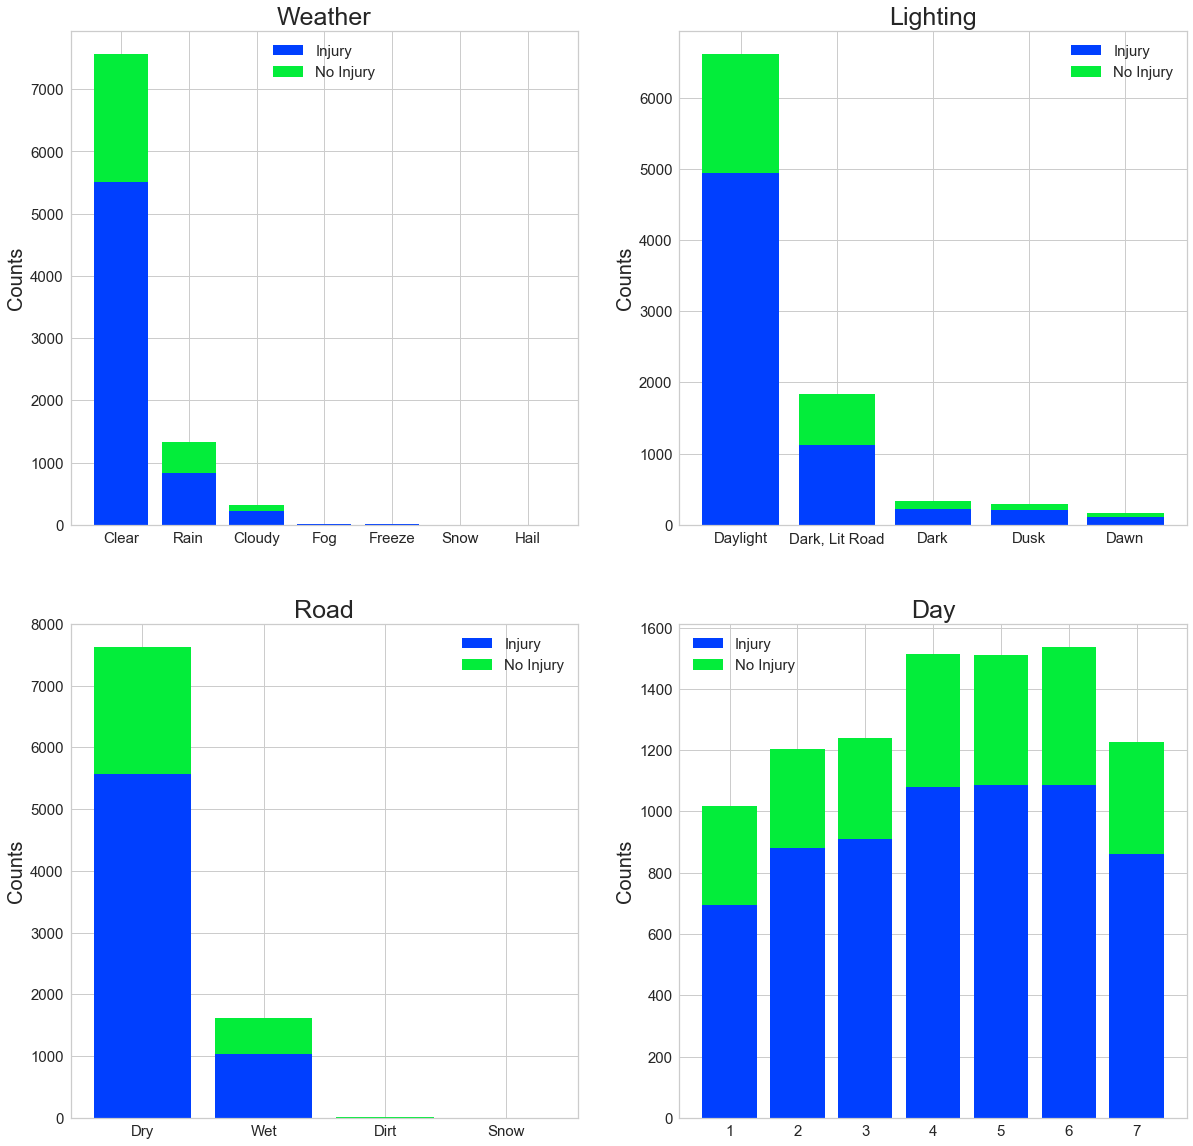 Weather
Counts
7000
6000
5000
4000
3000
2000
1000
0
Injury
No Injury
Clear Rain Cloudy Fog Freeze Snow Hail
Lighting
Counts
6000
5000
4000
3000
2000
1000
0
Injury
No Injury
Daylight Dark, Lit Road Dark Dusk Dawn
Road
Counts
8000
7000
6000
5000
4000
3000
2000
1000
0
Injury
No Injury
Dry Wet Dirt Snow
Day
Counts
1600
1400
1200
1000
800
600
400
200
0
Injury
No Injury
1 2 3 4 5 6 7